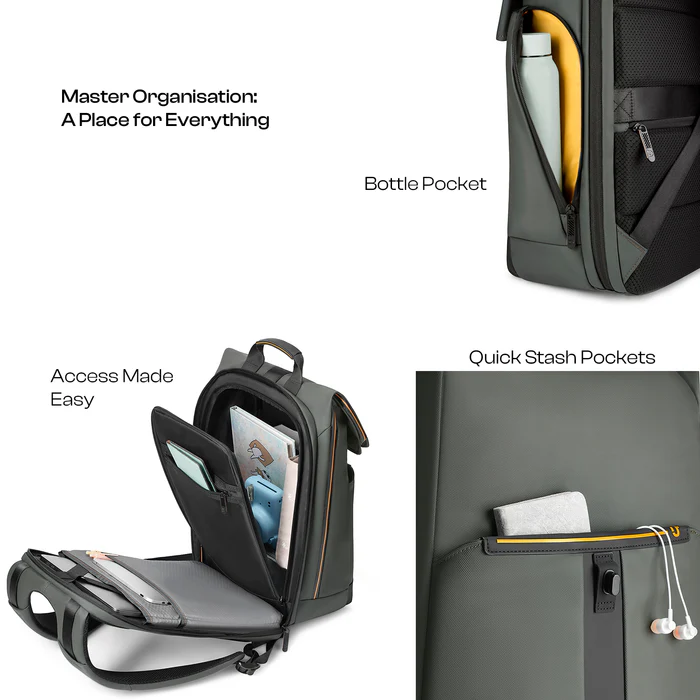 Master Organisation:
A Place for Everything
Bottle Pocket
Quick Stash Pockets
Access Made
Easy